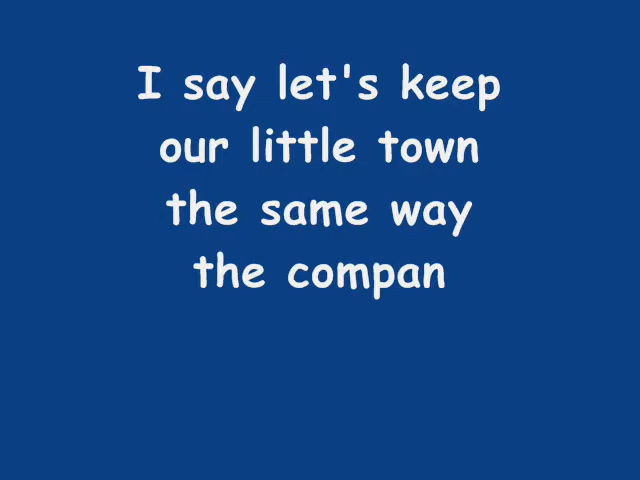 I say let's keep
our little town
the same way
the compan